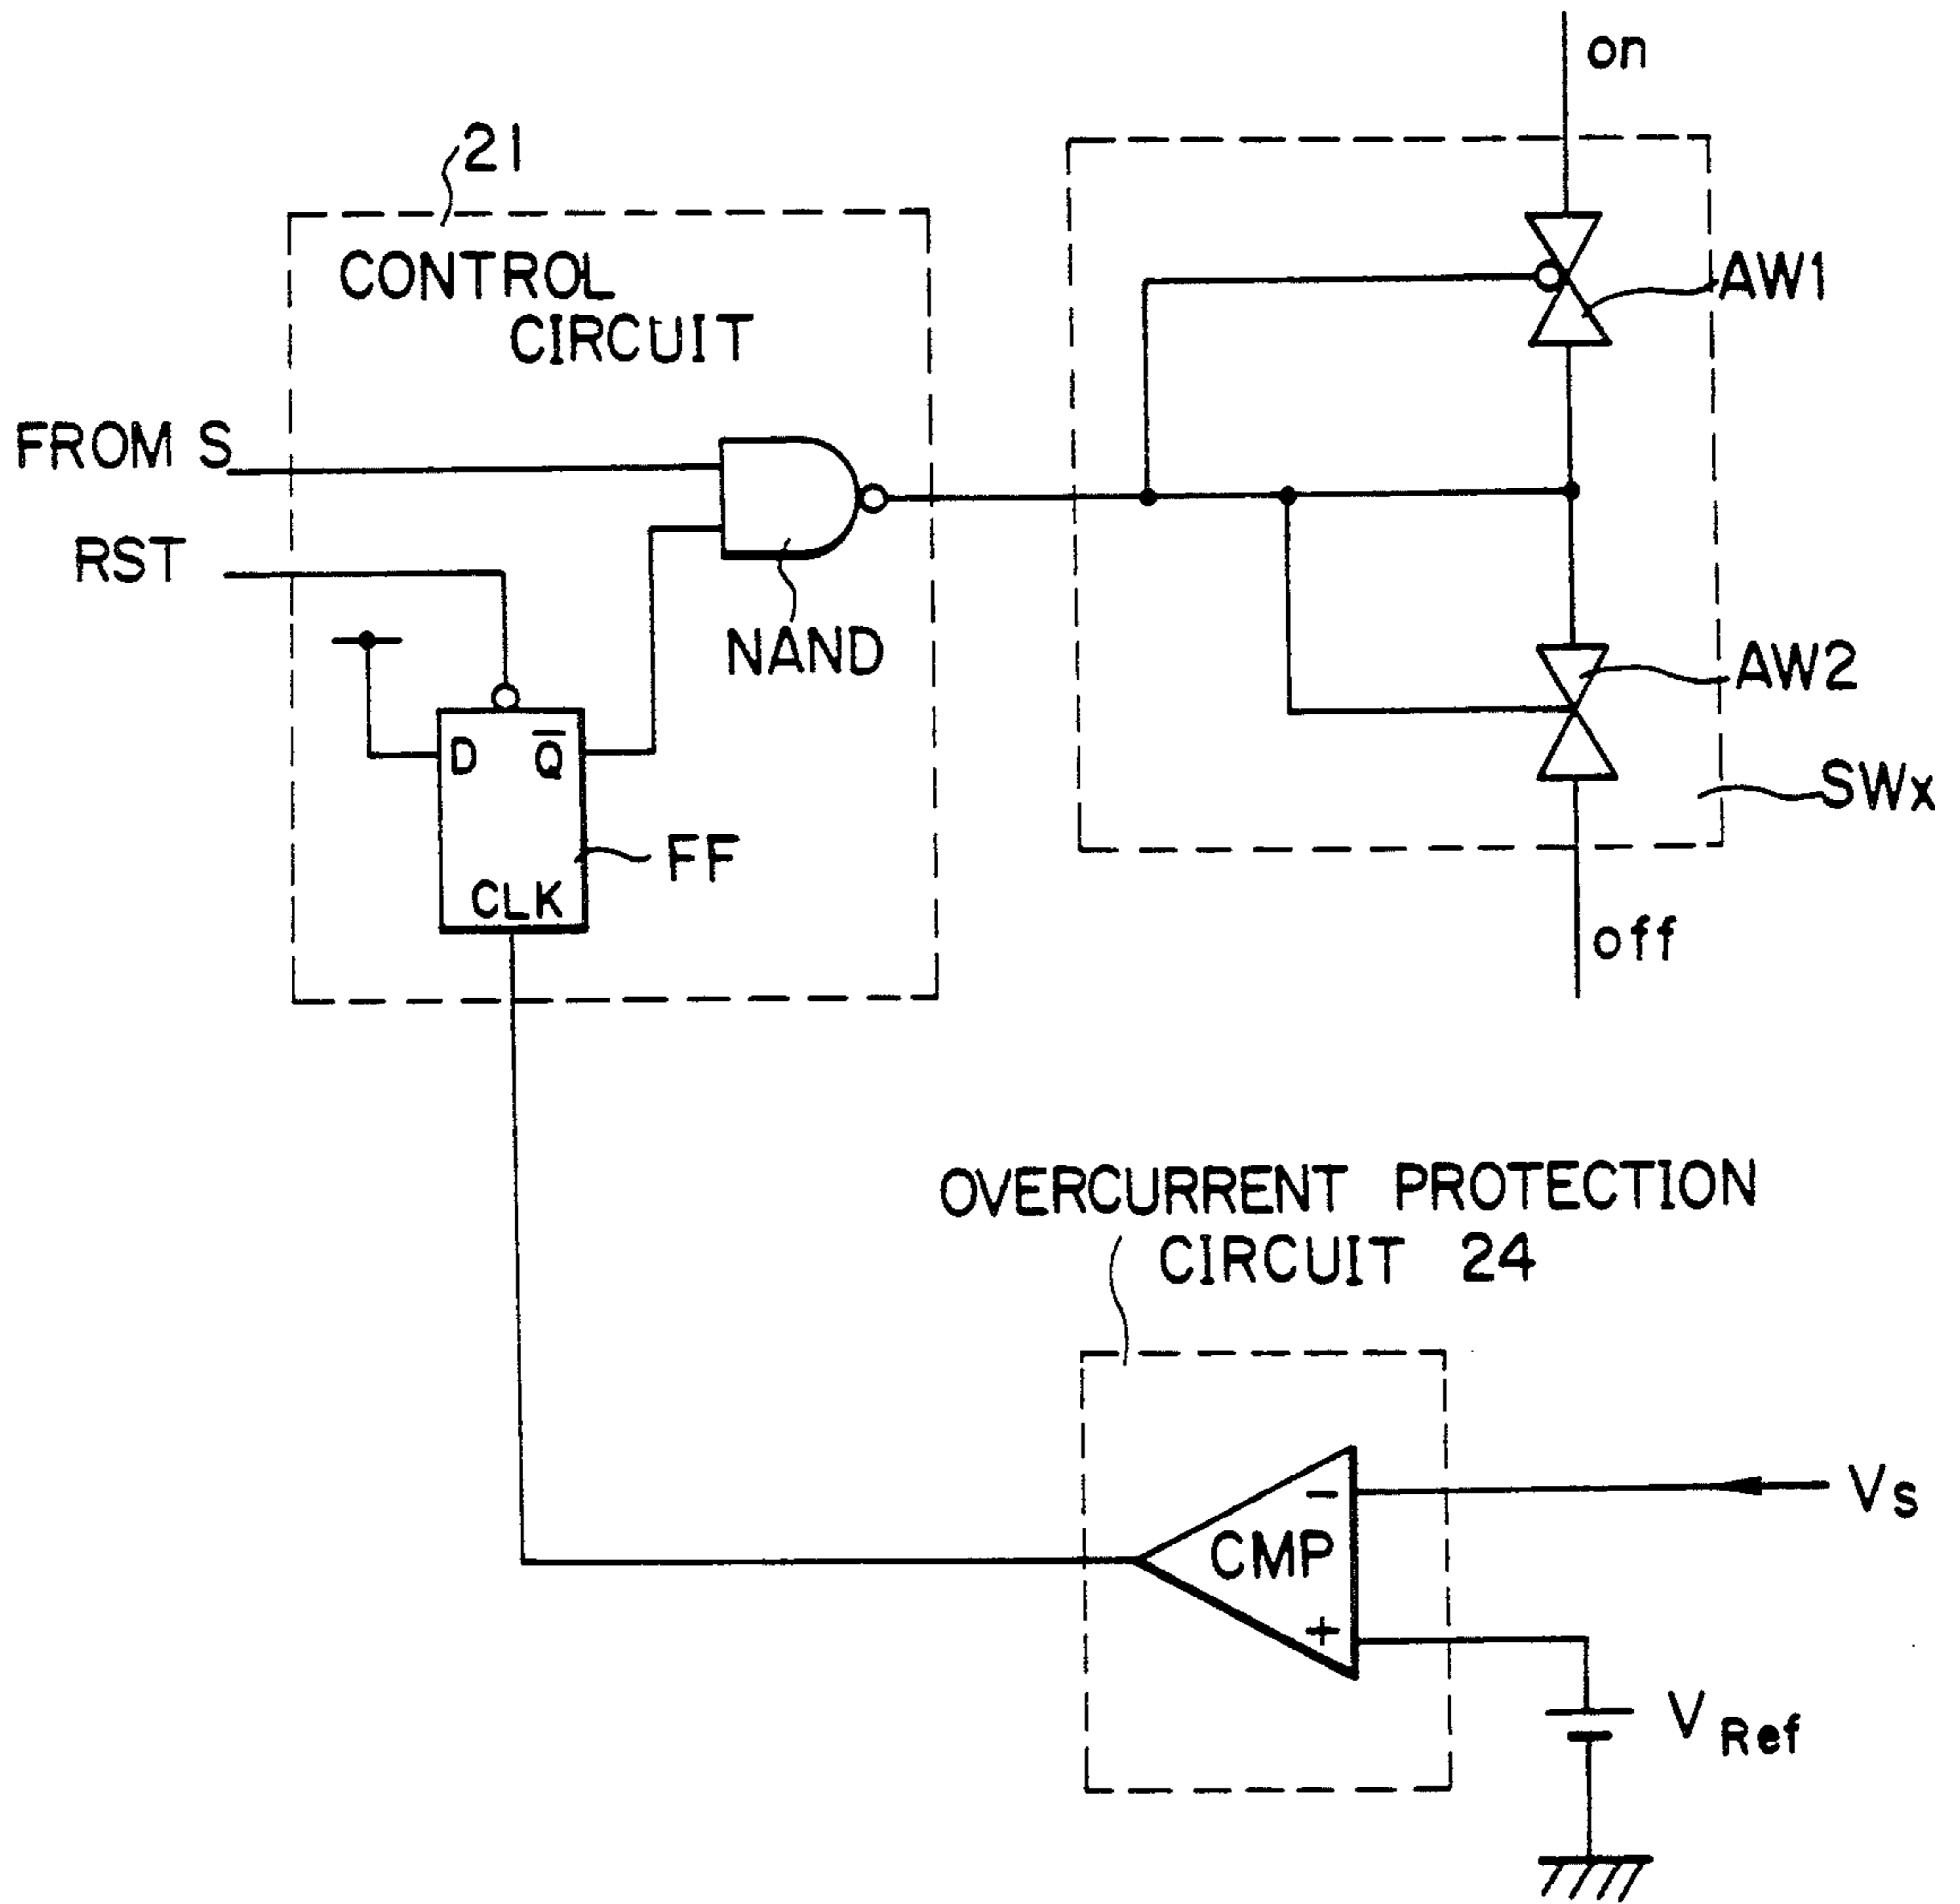 on
21
CONTROL
CIRCUIT
AW1
FROM S
RST
NAND
AW2
D Q̅
SWx
FF
CLK
off
OVERCURRENT PROTECTION
CIRCUIT 24
−
Vs
CMP
+
VRef